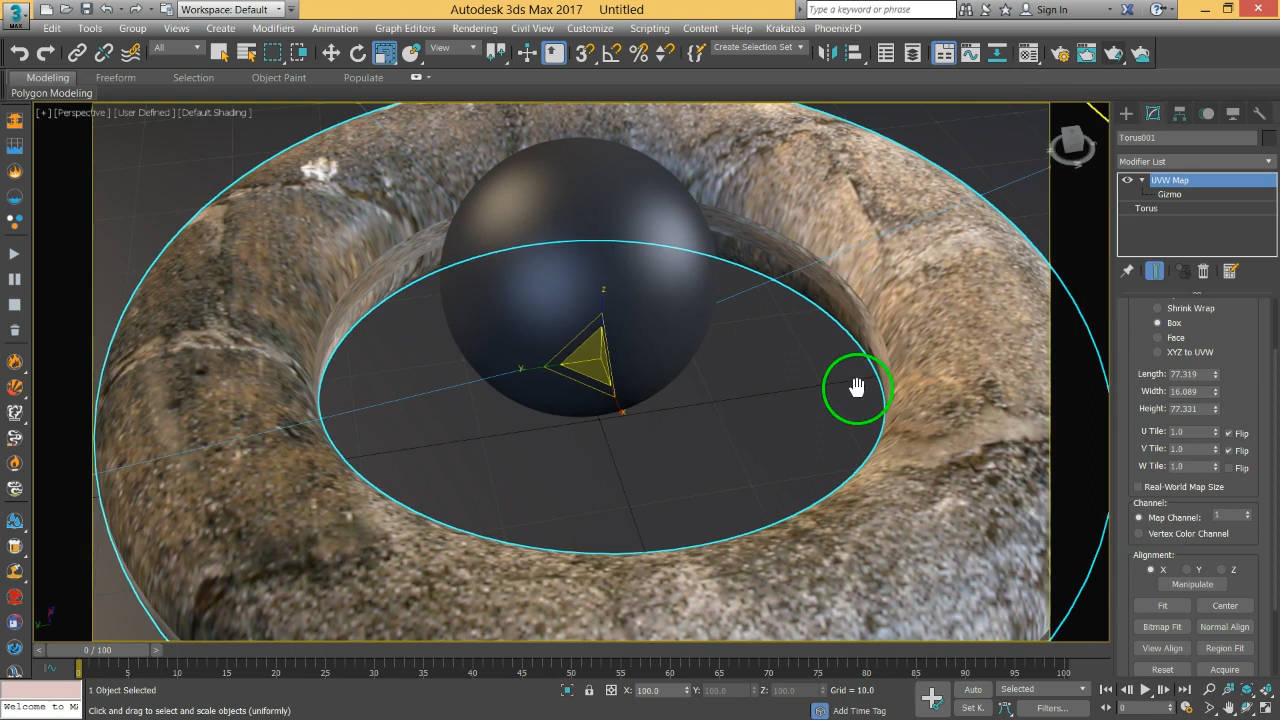 MAX
Workspace: Default
Autodesk 3ds Max 2017 Untitled
Type a keyword or phrase
Sign In
Edit Tools Group Views Create Modifiers Animation Graph Editors Rendering Civil View Customize Scripting Content Help Krakatoa PhoenixFD
All
View
Create Selection Set
Modeling Freeform Selection Object Paint Populate
Polygon Modeling
[ + ] [Perspective ] [User Defined ] [Default Shading ]
Torus001
Modifier List
UVW Map
Gizmo
Torus
Shrink Wrap
Box
Face
XYZ to UVW
Length: 77.319
Width: 16.089
Height: 77.331
U Tile: 1.0 Flip
V Tile: 1.0 Flip
W Tile: 1.0 Flip
Real-World Map Size
Channel:
Map Channel: 1
Vertex Color Channel
Alignment:
X Y Z
Manipulate
Fit Center
Bitmap Fit Normal Align
View Align Region Fit
Reset Acquire
z
y
x
0 / 100
0 5 10 15 20 25 30 35 40 45 50 55 60 65 70 75 80 85 90 95 100
1 Object Selected
X: 100.0 Y: 100.0 Z: 100.0 Grid = 10.0
Auto Selected
Welcome to M
Click and drag to select and scale objects (uniformly)
Add Time Tag
Set K. Filters...
0